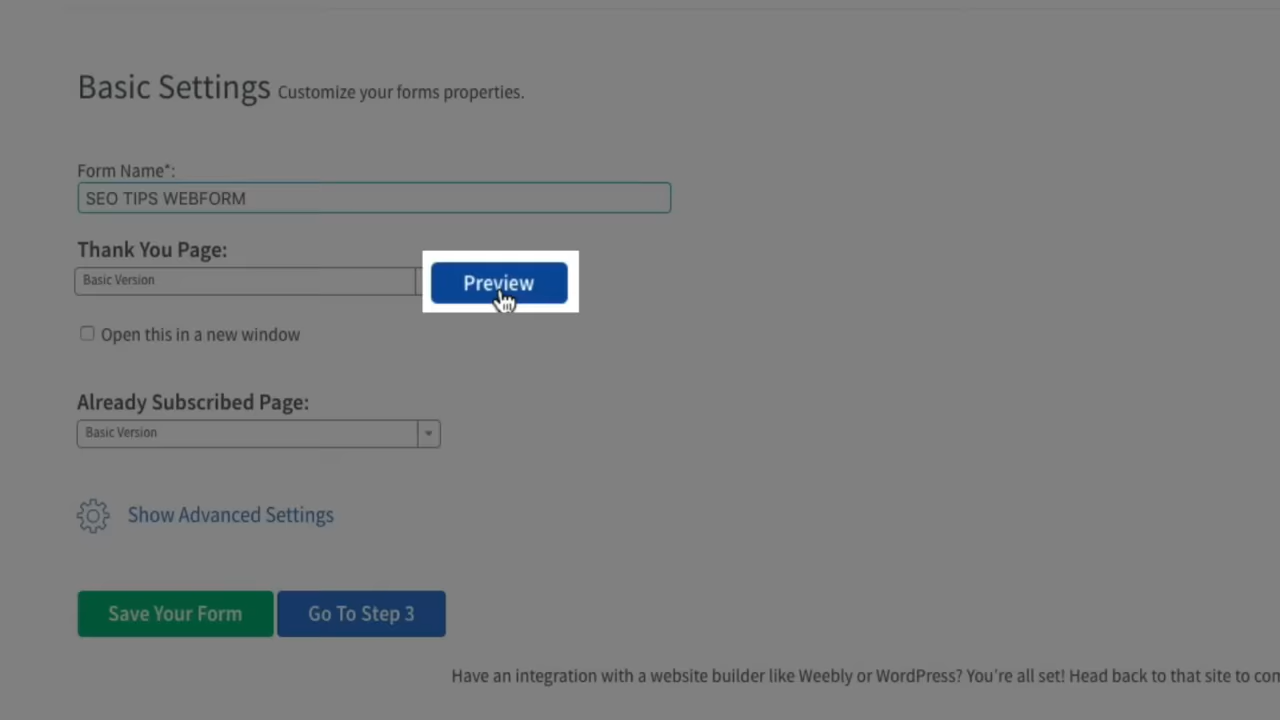 Basic Settings Customize your forms properties.
Form Name*:
SEO TIPS WEBFORM
Thank You Page:
Basic Version
Preview
Open this in a new window
Already Subscribed Page:
Basic Version
Show Advanced Settings
Save Your Form Go To Step 3
Have an integration with a website builder like Weebly or WordPress? You're all set! Head back to that site to